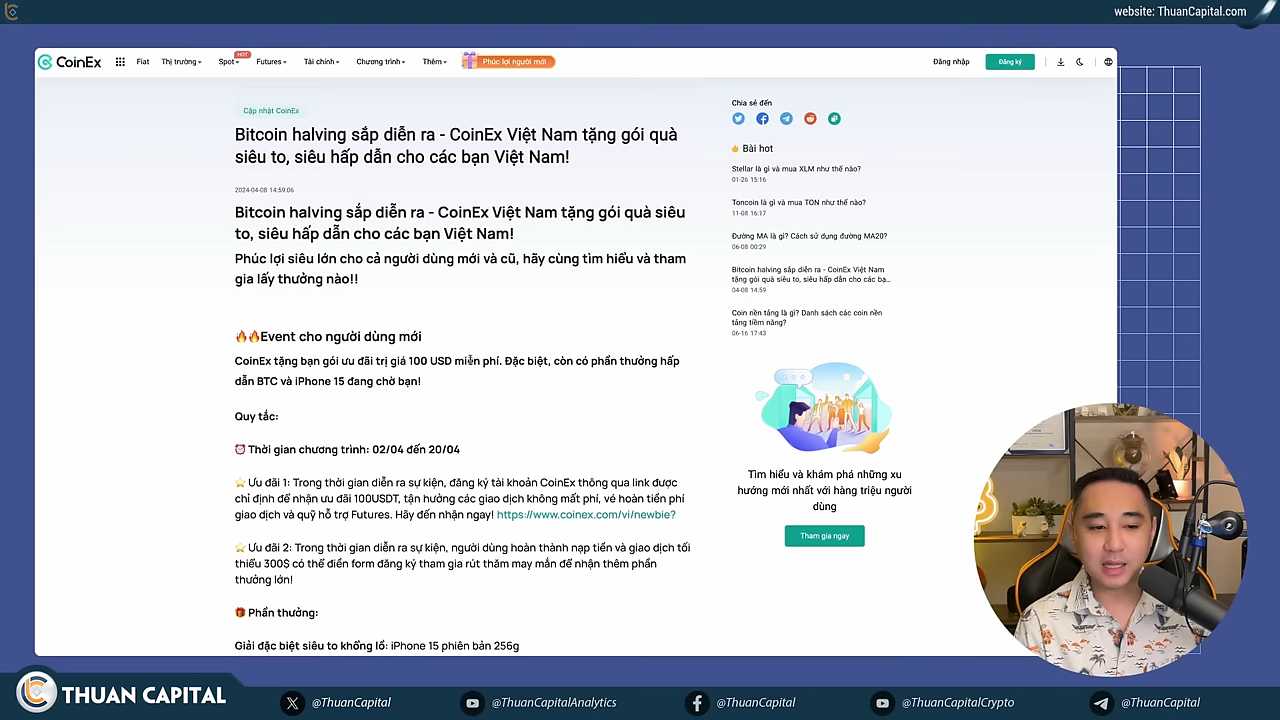 website: ThuanCapital.com
CoinEx
Fiat
Thị trường
Spot
HOT
Futures
Tài chính
Chương trình
Thêm
Phúc lợi người mới
Đăng nhập
Đăng ký
Cập nhật CoinEx
Bitcoin halving sắp diễn ra - CoinEx Việt Nam tặng gói quà
siêu to, siêu hấp dẫn cho các bạn Việt Nam!
2024-04-08 14:59:06
Bitcoin halving sắp diễn ra - CoinEx Việt Nam tặng gói quà siêu
to, siêu hấp dẫn cho các bạn Việt Nam!
Phúc lợi siêu lớn cho cả người dùng mới và cũ, hãy cùng tìm hiểu và tham
gia lấy thưởng nào!!
🔥🔥Event cho người dùng mới
CoinEx tặng bạn gói ưu đãi trị giá 100 USD miễn phí. Đặc biệt, còn có phần thưởng hấp
dẫn BTC và iPhone 15 đang chờ bạn!
Quy tắc:
⏰ Thời gian chương trình: 02/04 đến 20/04
⭐ Ưu đãi 1: Trong thời gian diễn ra sự kiện, đăng ký tài khoản CoinEx thông qua link được
chỉ định để nhận ưu đãi 100USDT, tận hưởng các giao dịch không mất phí, vé hoàn tiền phí
giao dịch và quỹ hỗ trợ Futures. Hãy đến nhận ngay! https://www.coinex.com/vi/newbie?
⭐ Ưu đãi 2: Trong thời gian diễn ra sự kiện, người dùng hoàn thành nạp tiền và giao dịch tối
thiểu 300$ có thể điền form đăng ký tham gia rút thăm may mắn để nhận thêm phần
thưởng lớn!
🎁 Phần thưởng:
Giải đặc biệt siêu to khổng lồ: iPhone 15 phiên bản 256g
Chia sẻ đến
Bài hot
Stellar là gì và mua XLM như thế nào?
01-26 15:16
Toncoin là gì và mua TON như thế nào?
11-08 16:17
Đường MA là gì? Cách sử dụng đường MA20?
06-08 00:29
Bitcoin halving sắp diễn ra - CoinEx Việt Nam
tặng gói quà siêu to, siêu hấp dẫn cho các bạ...
04-08 14:59
Coin nền tảng là gì? Danh sách các coin nền
tảng tiềm năng?
06-16 17:43
Tìm hiểu và khám phá những xu
hướng mới nhất với hàng triệu người
dùng
Tham gia ngay
THUAN CAPITAL
@ThuanCapital
@ThuanCapitalAnalytics
@ThuanCapital
@ThuanCapitalCrypto
@ThuanCapital